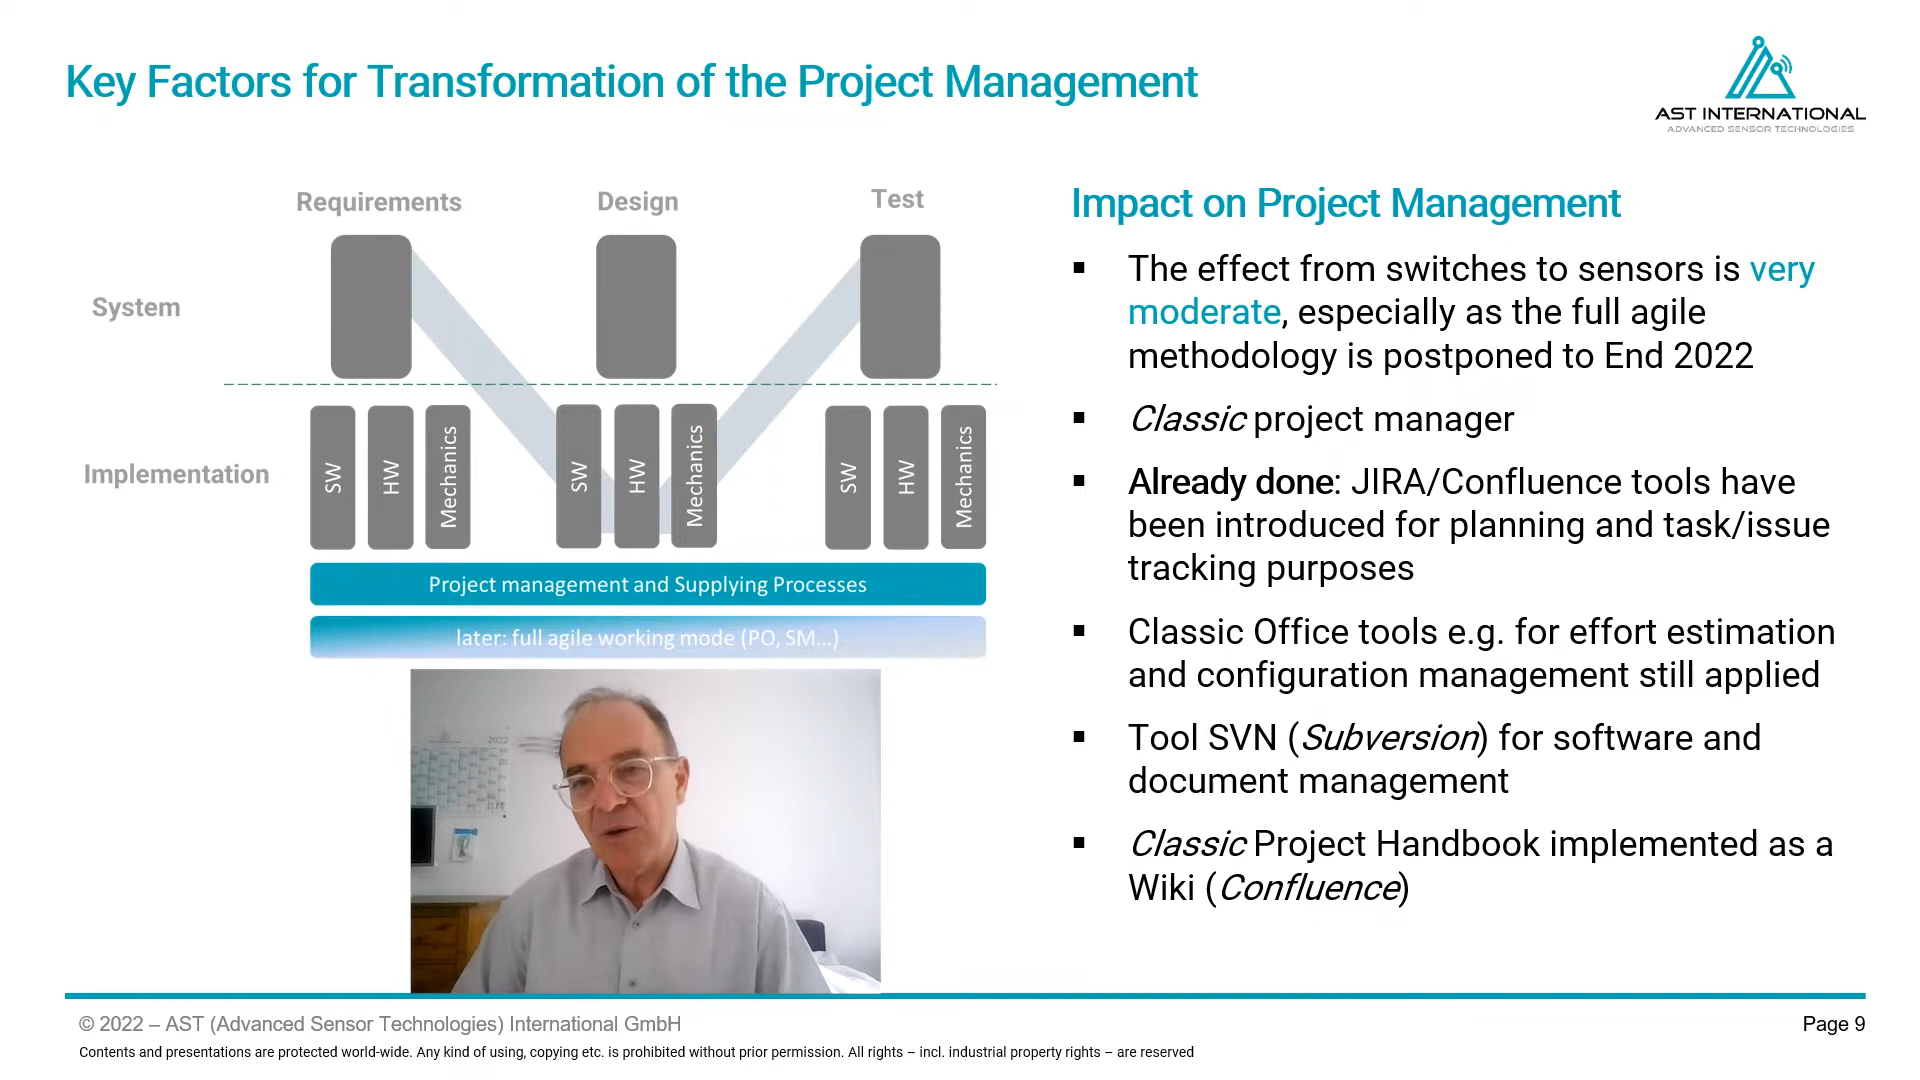 Key Factors for Transformation of the Project Management
AST INTERNATIONAL
ADVANCED SENSOR TECHNOLOGIES
Requirements
Design
Test
System
Implementation
SW
HW
Mechanics
SW
HW
Mechanics
SW
HW
Mechanics
Project management and Supplying Processes
later: full agile working mode (PO, SM...)
2022
Impact on Project Management
▪ The effect from switches to sensors is very
moderate, especially as the full agile
methodology is postponed to End 2022
▪ Classic project manager
▪ Already done: JIRA/Confluence tools have
been introduced for planning and task/issue
tracking purposes
▪ Classic Office tools e.g. for effort estimation
and configuration management still applied
▪ Tool SVN (Subversion) for software and
document management
▪ Classic Project Handbook implemented as a
Wiki (Confluence)
© 2022 – AST (Advanced Sensor Technologies) International GmbH
Page 9
Contents and presentations are protected world-wide. Any kind of using, copying etc. is prohibited without prior permission. All rights – incl. industrial property rights – are reserved